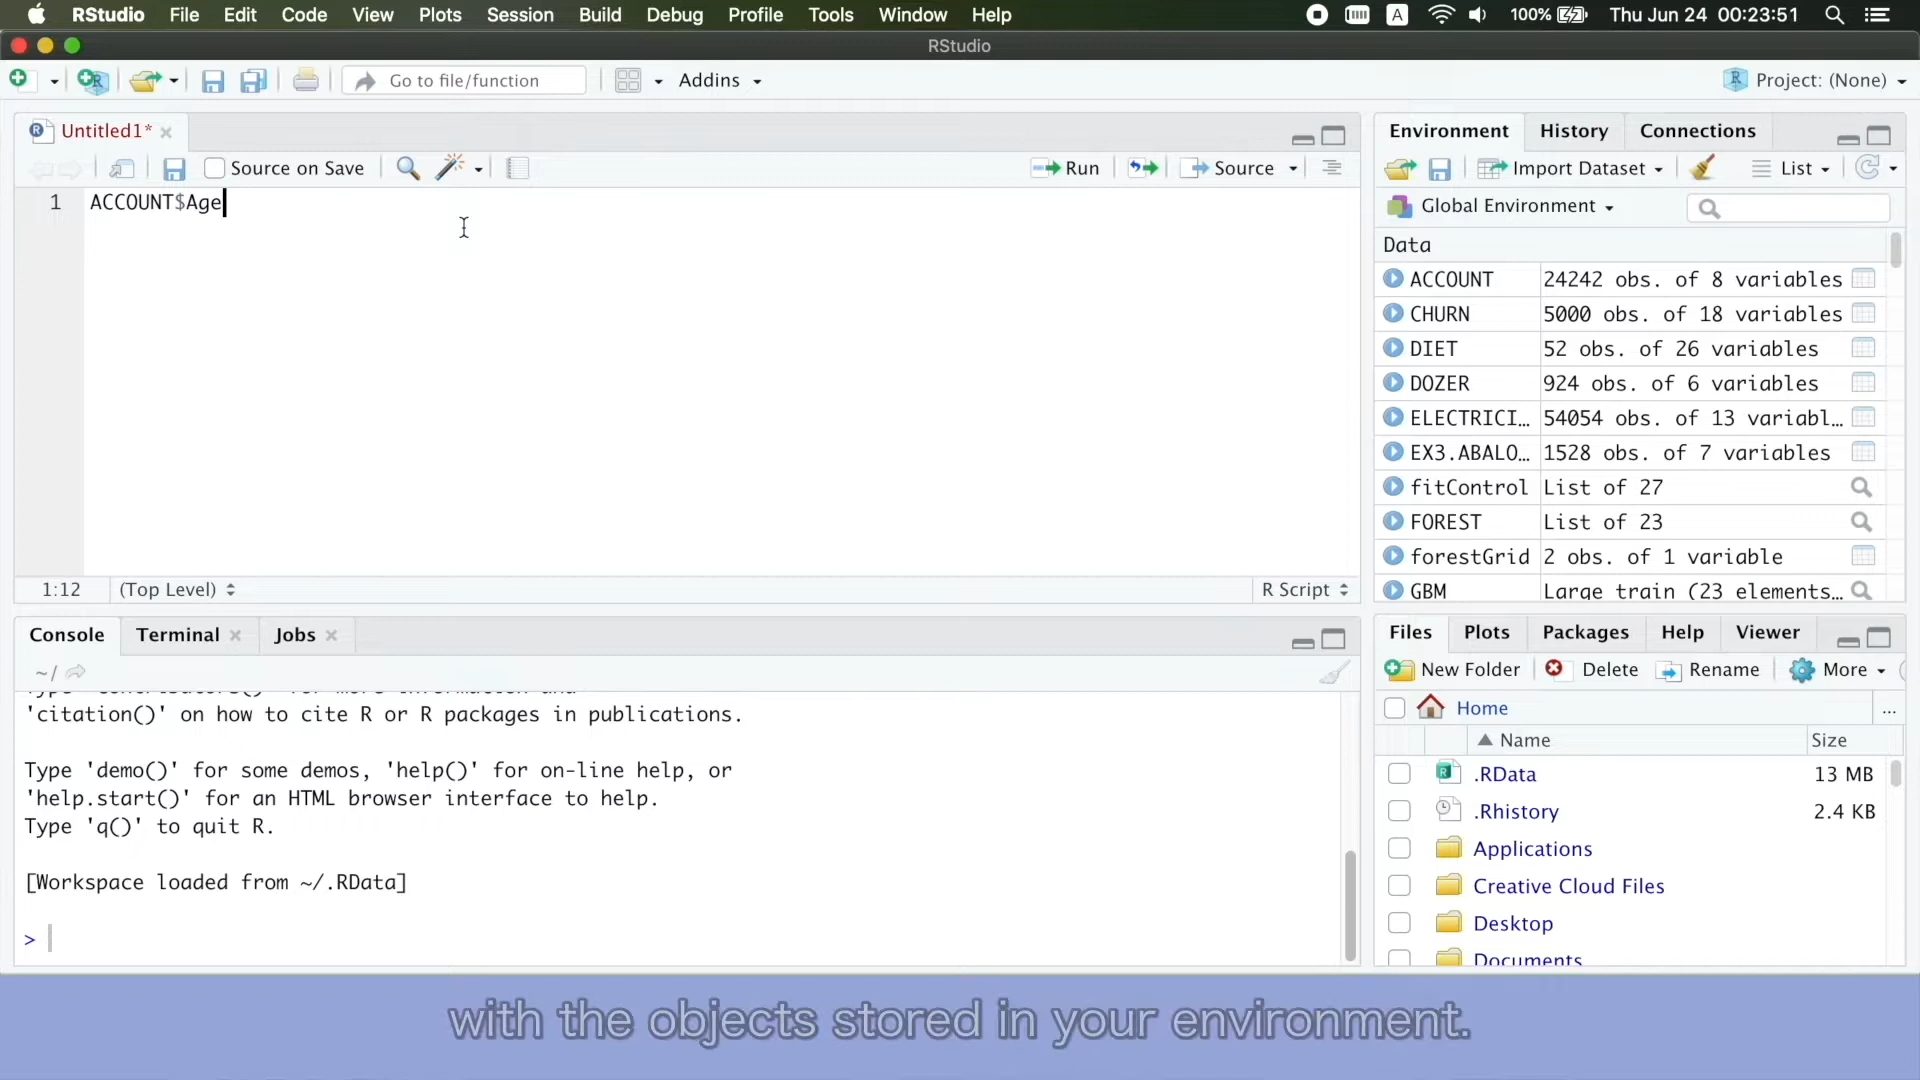 RStudio File Edit Code View Plots Session Build Debug Profile Tools Window Help A 100% Thu Jun 24 00:23:51
RStudio
Go to file/function Addins Project: (None)
Untitled1*
Source on Save Run Source
1 ACCOUNT$Age
1:12 (Top Level) R Script
Console Terminal Jobs
~/
'citation()' on how to cite R or R packages in publications.
Type 'demo()' for some demos, 'help()' for on-line help, or
'help.start()' for an HTML browser interface to help.
Type 'q()' to quit R.
[Workspace loaded from ~/.RData]
>
Environment History Connections
Import Dataset List
Global Environment
Data
ACCOUNT 24242 obs. of 8 variables
CHURN 5000 obs. of 18 variables
DIET 52 obs. of 26 variables
DOZER 924 obs. of 6 variables
ELECTRICI… 54054 obs. of 13 variabl…
EX3.ABALO… 1528 obs. of 7 variables
fitControl List of 27
FOREST List of 23
forestGrid 2 obs. of 1 variable
GBM Large train (23 elements…
Files Plots Packages Help Viewer
New Folder Delete Rename More
Home ...
Name Size
.RData 13 MB
.Rhistory 2.4 KB
Applications
Creative Cloud Files
Desktop
Documents
with the objects stored in your environment.